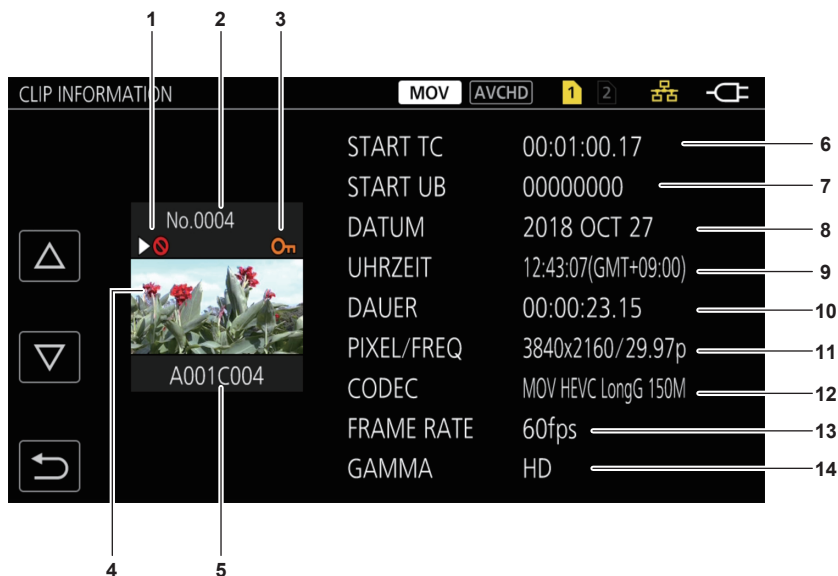 1 2 3
CLIP INFORMATION MOV AVCHD 1 2
START TC 00:01:00.17 6
START UB 00000000 7
No.0004
DATUM 2018 OCT 27 8
UHRZEIT 12:43:07(GMT+09:00) 9
DAUER 00:00:23.15 10
PIXEL/FREQ 3840x2160/29.97p 11
A001C004
CODEC MOV HEVC LongG 150M 12
FRAME RATE 60fps 13
GAMMA HD 14
4 5